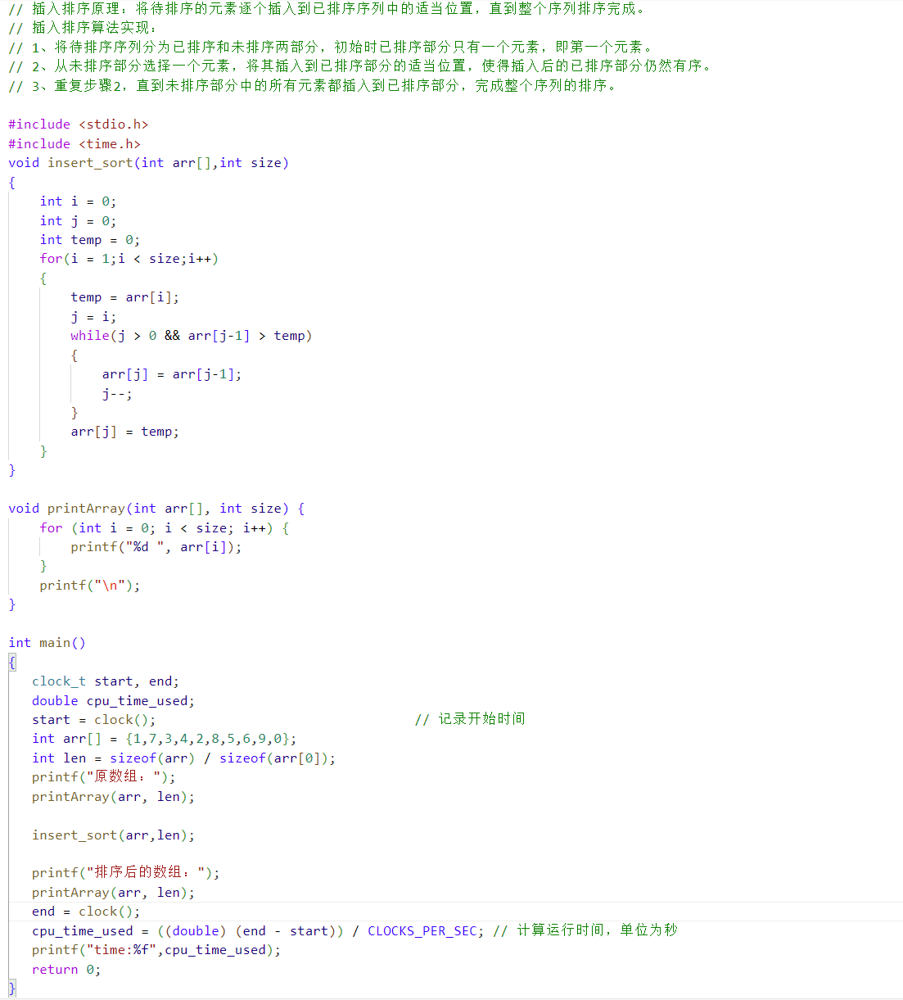 // 插入排序原理：将待排序的元素逐个插入到已排序序列中的适当位置，直到整个序列排序完成。
// 插入排序算法实现：
// 1、将待排序序列分为已排序和未排序两部分，初始时已排序部分只有一个元素，即第一个元素。
// 2、从未排序部分选择一个元素，将其插入到已排序部分的适当位置，使得插入后的已排序部分仍然有序。
// 3、重复步骤2，直到未排序部分中的所有元素都插入到已排序部分，完成整个序列的排序。

#include <stdio.h>
#include <time.h>
void insert_sort(int arr[],int size)
{
    int i = 0;
    int j = 0;
    int temp = 0;
    for(i = 1;i < size;i++)
    {
        temp = arr[i];
        j = i;
        while(j > 0 && arr[j-1] > temp)
        {
            arr[j] = arr[j-1];
            j--;
        }
        arr[j] = temp;
    }
}

void printArray(int arr[], int size) {
    for (int i = 0; i < size; i++) {
        printf("%d ", arr[i]);
    }
    printf("\n");
}

int main()
{
   clock_t start, end;
   double cpu_time_used;
   start = clock();                                 // 记录开始时间
   int arr[] = {1,7,3,4,2,8,5,6,9,0};
   int len = sizeof(arr) / sizeof(arr[0]);
   printf("原数组：");
   printArray(arr, len);

   insert_sort(arr,len);

   printf("排序后的数组：");
   printArray(arr, len);
   end = clock();
   cpu_time_used = ((double) (end - start)) / CLOCKS_PER_SEC; // 计算运行时间，单位为秒
   printf("time:%f",cpu_time_used);
   return 0;
}